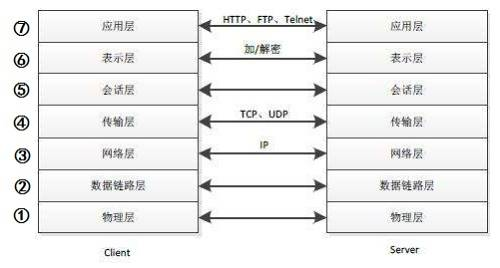 ⑦ 应用层 HTTP、FTP、Telnet 应用层
⑥ 表示层 加/解密 表示层
⑤ 会话层 会话层
④ 传输层 TCP、UDP 传输层
③ 网络层 IP 网络层
② 数据链路层 数据链路层
① 物理层 物理层
Client Server